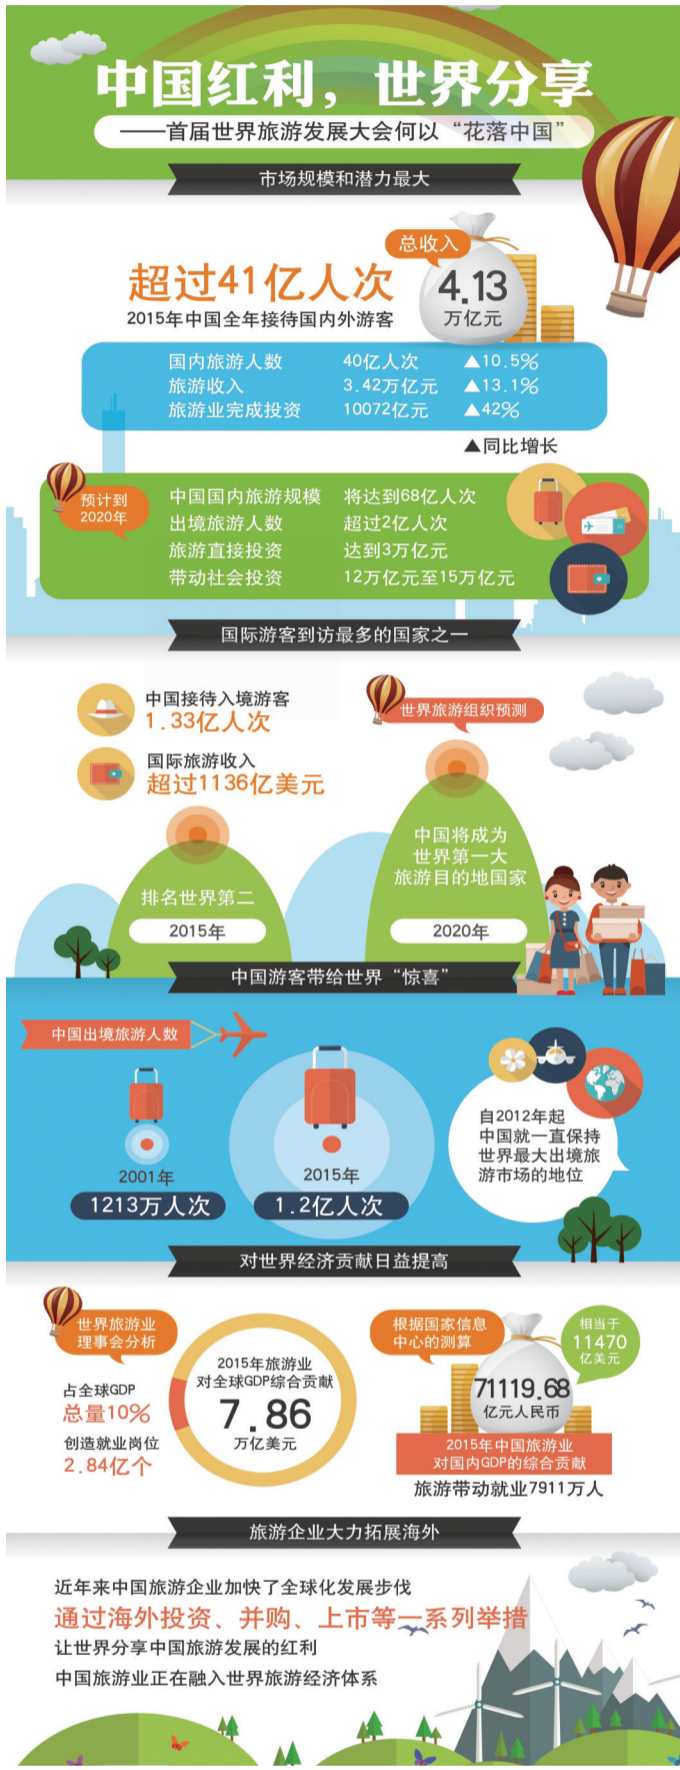 中国红利，世界分享
——首届世界旅游发展大会何以“花落中国”
市场规模和潜力最大
总收入
超过41亿人次
2015年中国全年接待国内外游客
4.13
万亿元
国内旅游人数 40亿人次 ▲10.5%
旅游收入 3.42万亿元 ▲13.1%
旅游业完成投资 10072亿元 ▲42%
▲同比增长
预计到
2020年
中国国内旅游规模 将达到68亿人次
出境旅游人数 超过2亿人次
旅游直接投资 达到3万亿元
带动社会投资 12万亿元至15万亿元
国际游客到访最多的国家之一
中国接待入境游客
1.33亿人次
国际旅游收入
超过1136亿美元
世界旅游组织预测
排名世界第二
2015年
中国将成为
世界第一大
旅游目的地国家
2020年
中国游客带给世界“惊喜”
中国出境旅游人数
2001年
1213万人次
2015年
1.2亿人次
自2012年起
中国就一直保持
世界最大出境旅
游市场的地位
对世界经济贡献日益提高
世界旅游业
理事会分析
占全球GDP
总量10%
创造就业岗位
2.84亿个
2015年旅游业
对全球GDP综合贡献
7.86
万亿美元
根据国家信息
中心的测算
相当于
11470
亿美元
71119.68
亿元人民币
2015年中国旅游业
对国内GDP的综合贡献
旅游带动就业7911万人
旅游企业大力拓展海外
近年来中国旅游企业加快了全球化发展步伐
通过海外投资、并购、上市等一系列举措
让世界分享中国旅游发展的红利
中国旅游业正在融入世界旅游经济体系